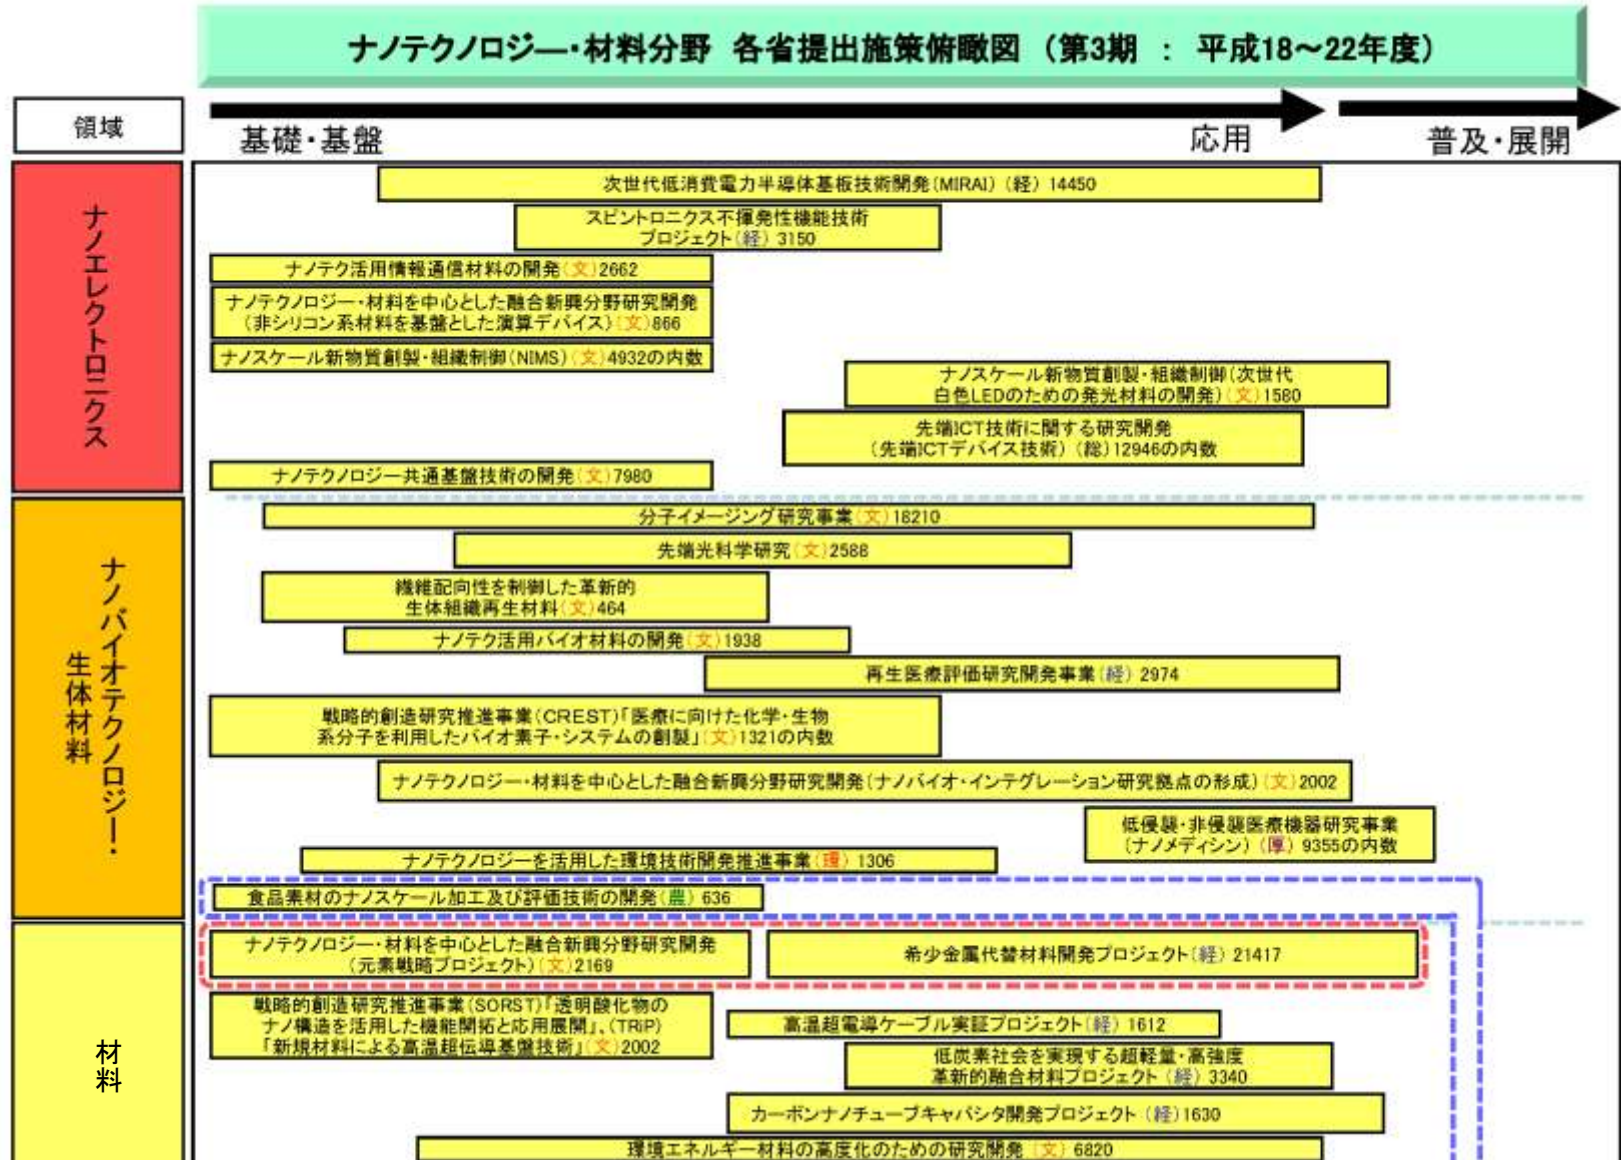 ナノテクノロジー・材料分野 各省提出施策俯瞰図 (第3期 : 平成18～22年度)
領域
基礎・基盤
応用
普及・展開
ナノエレクトロニクス
次世代低消費電力半導体基板技術開発(MIRAI) (経) 14450
スピントロニクス不揮発性機能技術
プロジェクト(経) 3150
ナノテク活用情報通信材料の開発(文)2662
ナノテクノロジー・材料を中心とした融合新興分野研究開発
(非シリコン系材料を基盤とした演算デバイス)(文)866
ナノスケール新物質創製・組織制御(NIMS)(文)4932の内数
ナノスケール新物質創製・組織制御(次世代
白色LEDのための発光材料の開発)(文)1580
先端ICT技術に関する研究開発
(先端ICTデバイス技術) (総)12946の内数
ナノテクノロジー共通基盤技術の開発(文)7980
ナノバイオテクノロジー・
生体材料
分子イメージング研究事業(文)18210
先端光科学研究(文)2588
繊維配向性を制御した革新的
生体組織再生材料(文)464
ナノテク活用バイオ材料の開発(文)1938
再生医療評価研究開発事業(経) 2974
戦略的創造研究推進事業(CREST)「医療に向けた化学・生物
系分子を利用したバイオ素子・システムの創製」(文)1321の内数
ナノテクノロジー・材料を中心とした融合新興分野研究開発(ナノバイオ・インテグレーション研究拠点の形成)(文)2002
低侵襲・非侵襲医療機器研究事業
(ナノメディシン) (厚) 9355の内数
ナノテクノロジーを活用した環境技術開発推進事業(環) 1306
食品素材のナノスケール加工及び評価技術の開発(農) 636
材料
ナノテクノロジー・材料を中心とした融合新興分野研究開発
(元素戦略プロジェクト)(文)2169
希少金属代替材料開発プロジェクト(経) 21417
戦略的創造研究推進事業(SORST)「透明酸化物の
ナノ構造を活用した機能開拓と応用展開」、(TRiP)
「新規材料による高温超伝導基盤技術」(文)2002
高温超電導ケーブル実証プロジェクト(経) 1612
低炭素社会を実現する超軽量・高強度
革新的融合材料プロジェクト (経) 3340
カーボンナノチューブキャパシタ開発プロジェクト (経)1630
環境エネルギー材料の高度化のための研究開発 (文) 6820